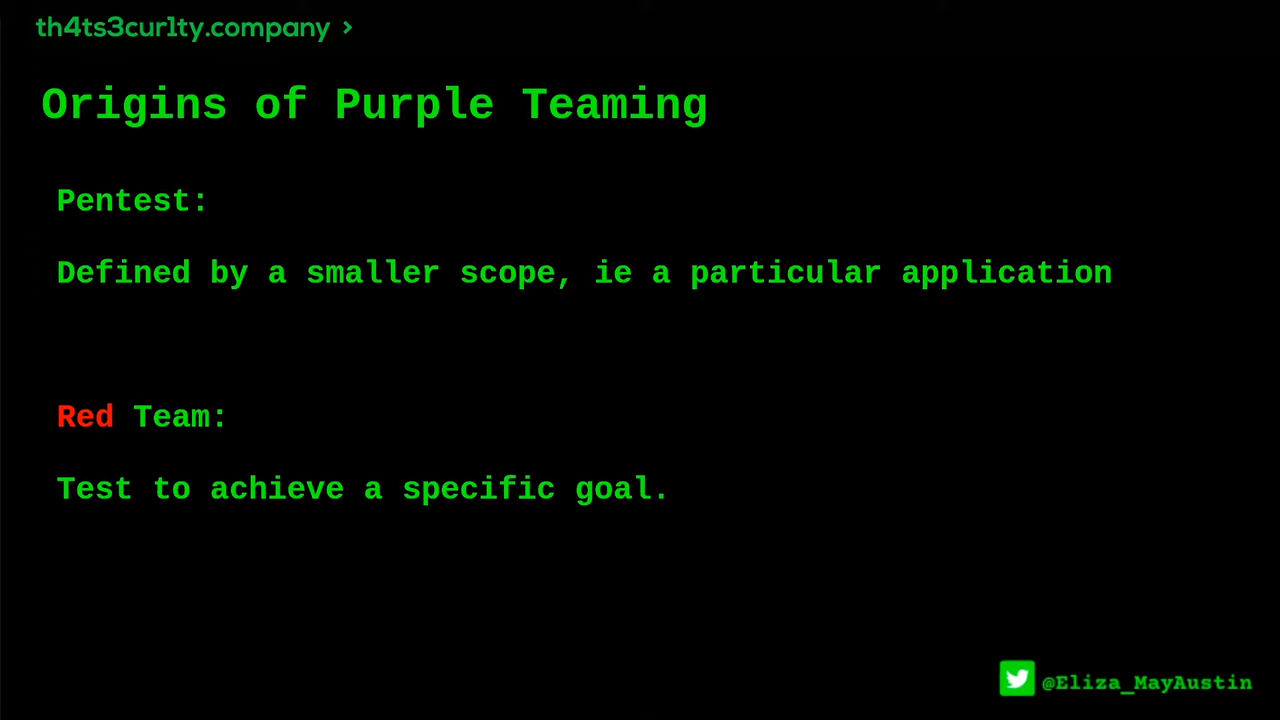 th4ts3cur1ty.company >
Origins of Purple Teaming
Pentest:
Defined by a smaller scope, ie a particular application
Red Team:
Test to achieve a specific goal.
@Eliza_MayAustin